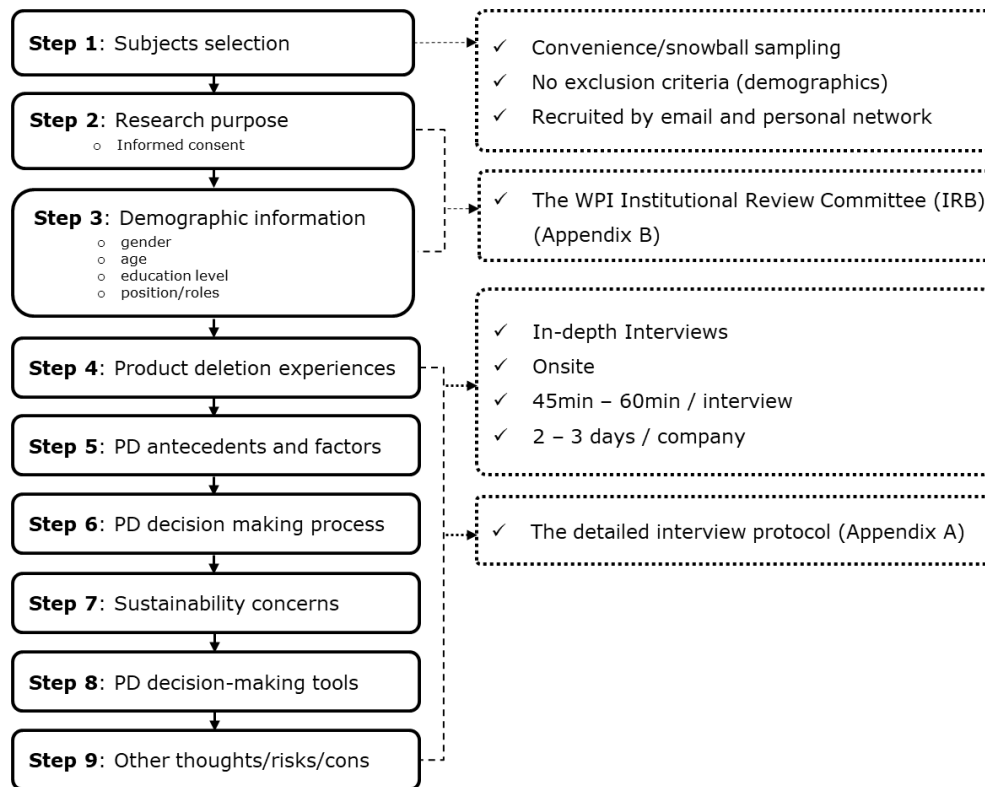 Step 1: Subjects selection
Step 2: Research purpose
o Informed consent
Step 3: Demographic information
o gender
o age
o education level
o position/roles
Step 4: Product deletion experiences
Step 5: PD antecedents and factors
Step 6: PD decision making process
Step 7: Sustainability concerns
Step 8: PD decision-making tools
Step 9: Other thoughts/risks/cons
✓ Convenience/snowball sampling
✓ No exclusion criteria (demographics)
✓ Recruited by email and personal network
✓ The WPI Institutional Review Committee (IRB)
(Appendix B)
✓ In-depth Interviews
✓ Onsite
✓ 45min – 60min / interview
✓ 2 – 3 days / company
✓ The detailed interview protocol (Appendix A)